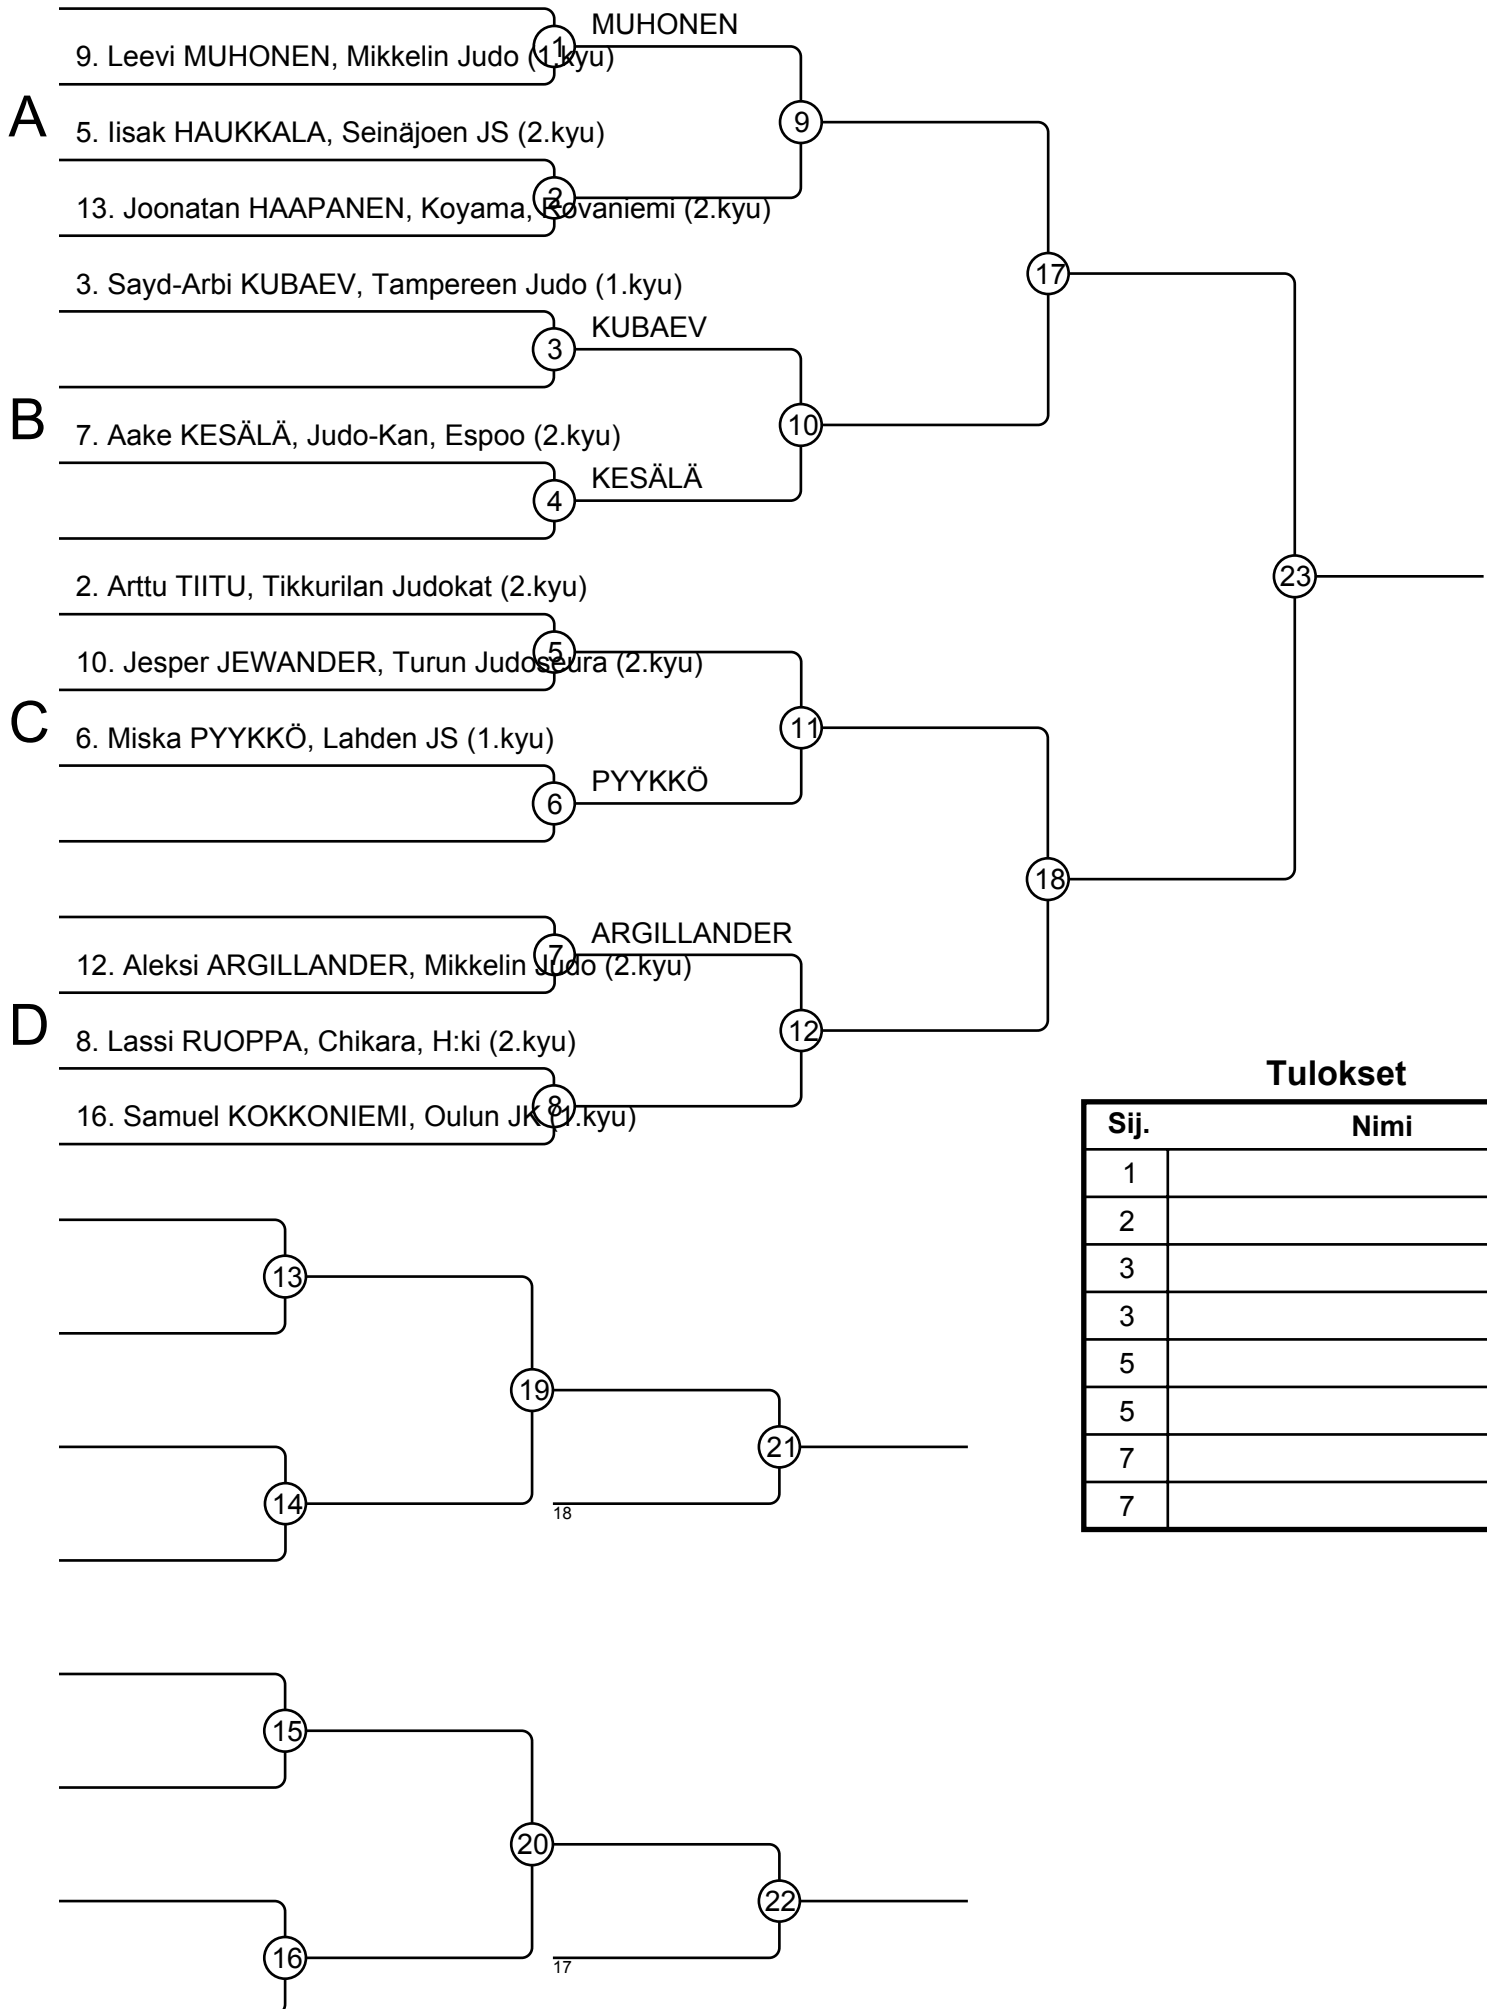 MUHONEN
1
9. Leevi MUHONEN, Mikkelin Judo (1.kyu)
A
9
5. Iisak HAUKKALA, Seinäjoen JS (2.kyu)
2
13. Joonatan HAAPANEN, Koyama, Rovaniemi (2.kyu)
17
3. Sayd-Arbi KUBAEV, Tampereen Judo (1.kyu)
KUBAEV
3
B
10
7. Aake KESÄLÄ, Judo-Kan, Espoo (2.kyu)
KESÄLÄ
4
23
2. Arttu TIITU, Tikkurilan Judokat (2.kyu)
5
10. Jesper JEWANDER, Turun Judoseura (2.kyu)
C
11
6. Miska PYYKKÖ, Lahden JS (1.kyu)
PYYKKÖ
6
18
ARGILLANDER
7
12. Aleksi ARGILLANDER, Mikkelin Judo (2.kyu)
D
12
8. Lassi RUOPPA, Chikara, H:ki (2.kyu)
8
16. Samuel KOKKONIEMI, Oulun JK (1.kyu)
Tulokset
Sij. Nimi
1
2
3
3
5
5
7
7
13
19
21
14
18
15
20
22
16
17